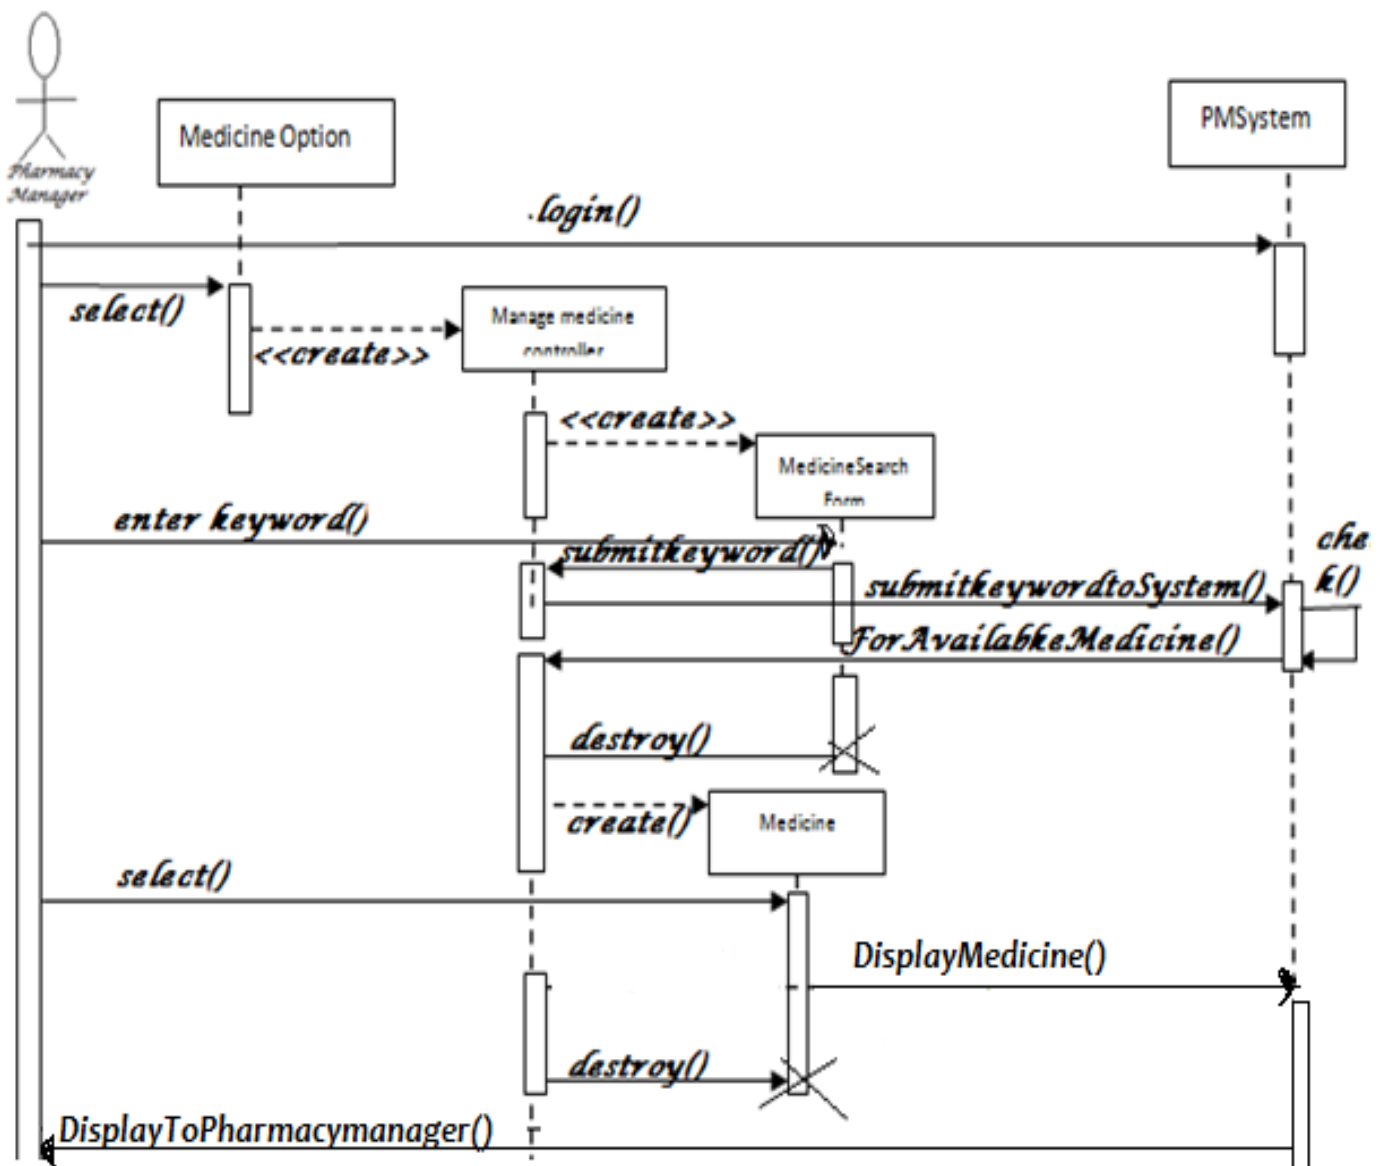 PMSystem
Medicine Option
Pharmacy
Manager
.login()
select()
Manage medicine
controller
<<create>>
<<create>>
MedicineSearch
Form
enter keyword()
submitkeyword()
che
k()
submitkeywordtoSystem()
ForAvailabkeMedicine()
destroy()
create()
Medicine
select()
DisplayMedicine()
destroy()
DisplayToPharmacymanager()